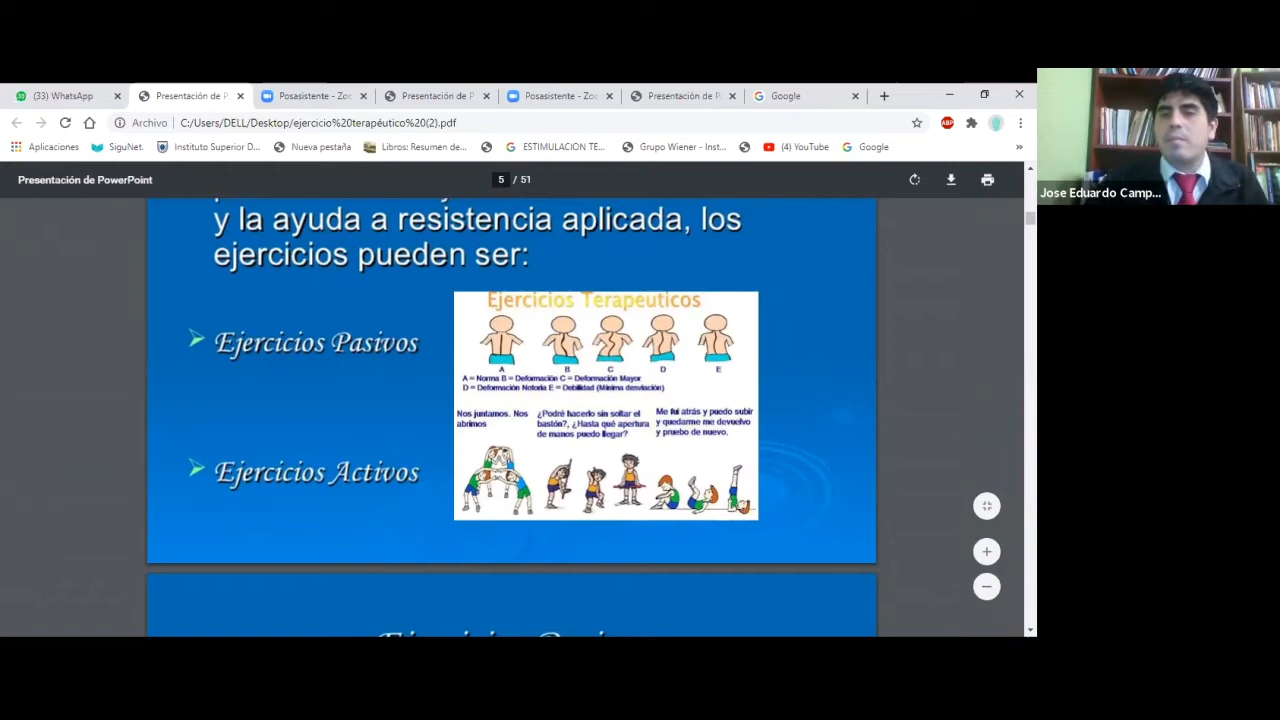 (33) WhatsApp
Presentación de P
Posasistente - Zoo
Presentación de P
Posasistente - Zoo
Presentación de P
Google
Archivo
C:/Users/DELL/Desktop/ejercicio%20terapéutico%20(2).pdf
ABP
Aplicaciones
SiguNet.
Instituto Superior D...
Nueva pestaña
Libros: Resumen de...
ESTIMULACION TE...
Grupo Wiener - Inst...
(4) YouTube
Google
»
Presentación de PowerPoint
5 / 51
Jose Eduardo Camp...
y la ayuda a resistencia aplicada, los
ejercicios pueden ser:
Ejercicios Pasivos
Ejercicios Activos
Ejercicios Terapeuticos
A B C D E
A = Norma B = Deformación C = Deformación Mayor
D = Deformación Notoria E = Debilidad (Mínima desviación)
Nos juntamos. Nos
abrimos
¿Podré hacerlo sin soltar el
bastón?, ¿Hasta qué apertura
de manos puedo llegar?
Me fui atrás y puedo subir
y quedarme me devuelvo
y pruebo de nuevo.